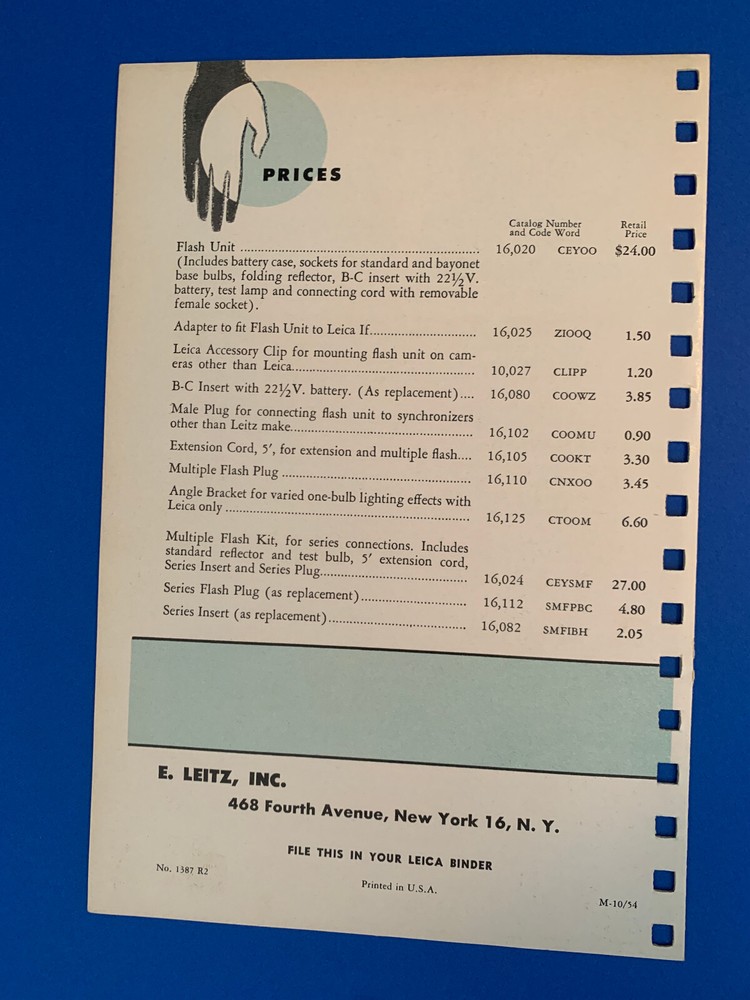 PRICES
Catalog Number Retail
and Code Word Price
Flash Unit .......... 16,020 CEYOO $24.00
(Includes battery case, sockets for standard and bayonet
base bulbs, folding reflector, B-C insert with 22½V.
battery, test lamp and connecting cord with removable
female socket).
Adapter to fit Flash Unit to Leica If.......... 16,025 ZIOOQ 1.50
Leica Accessory Clip for mounting flash unit on cam-
eras other than Leica.......... 10,027 CLIPP 1.20
B-C Insert with 22½V. battery. (As replacement).... 16,080 COOWZ 3.85
Male Plug for connecting flash unit to synchronizers
other than Leitz make.......... 16,102 COOMU 0.90
Extension Cord, 5', for extension and multiple flash.... 16,105 COOKT 3.30
Multiple Flash Plug .......... 16,110 CNXOO 3.45
Angle Bracket for varied one-bulb lighting effects with
Leica only .......... 16,125 CTOOM 6.60
Multiple Flash Kit, for series connections. Includes
standard reflector and test bulb, 5' extension cord,
Series Insert and Series Plug.......... 16,024 CEYSMF 27.00
Series Flash Plug (as replacement).......... 16,112 SMFPBC 4.80
Series Insert (as replacement).......... 16,082 SMFIBH 2.05
E. LEITZ, INC.
468 Fourth Avenue, New York 16, N. Y.
FILE THIS IN YOUR LEICA BINDER
No. 1387 R2
Printed in U.S.A.
M-10/54